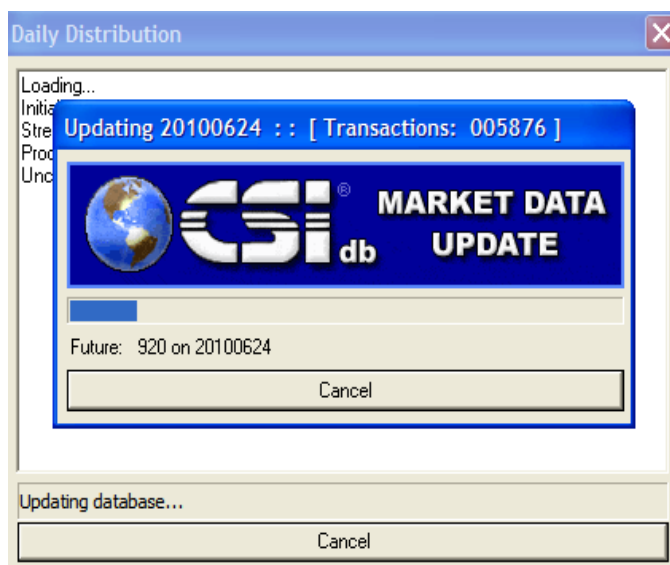 Daily Distribution
Loading...
Initia
Stre
Proc
Unc
Updating 20100624 : : [ Transactions: 005876 ]
CSI® db
MARKET DATA
UPDATE
Future: 920 on 20100624
Cancel
Updating database...
Cancel